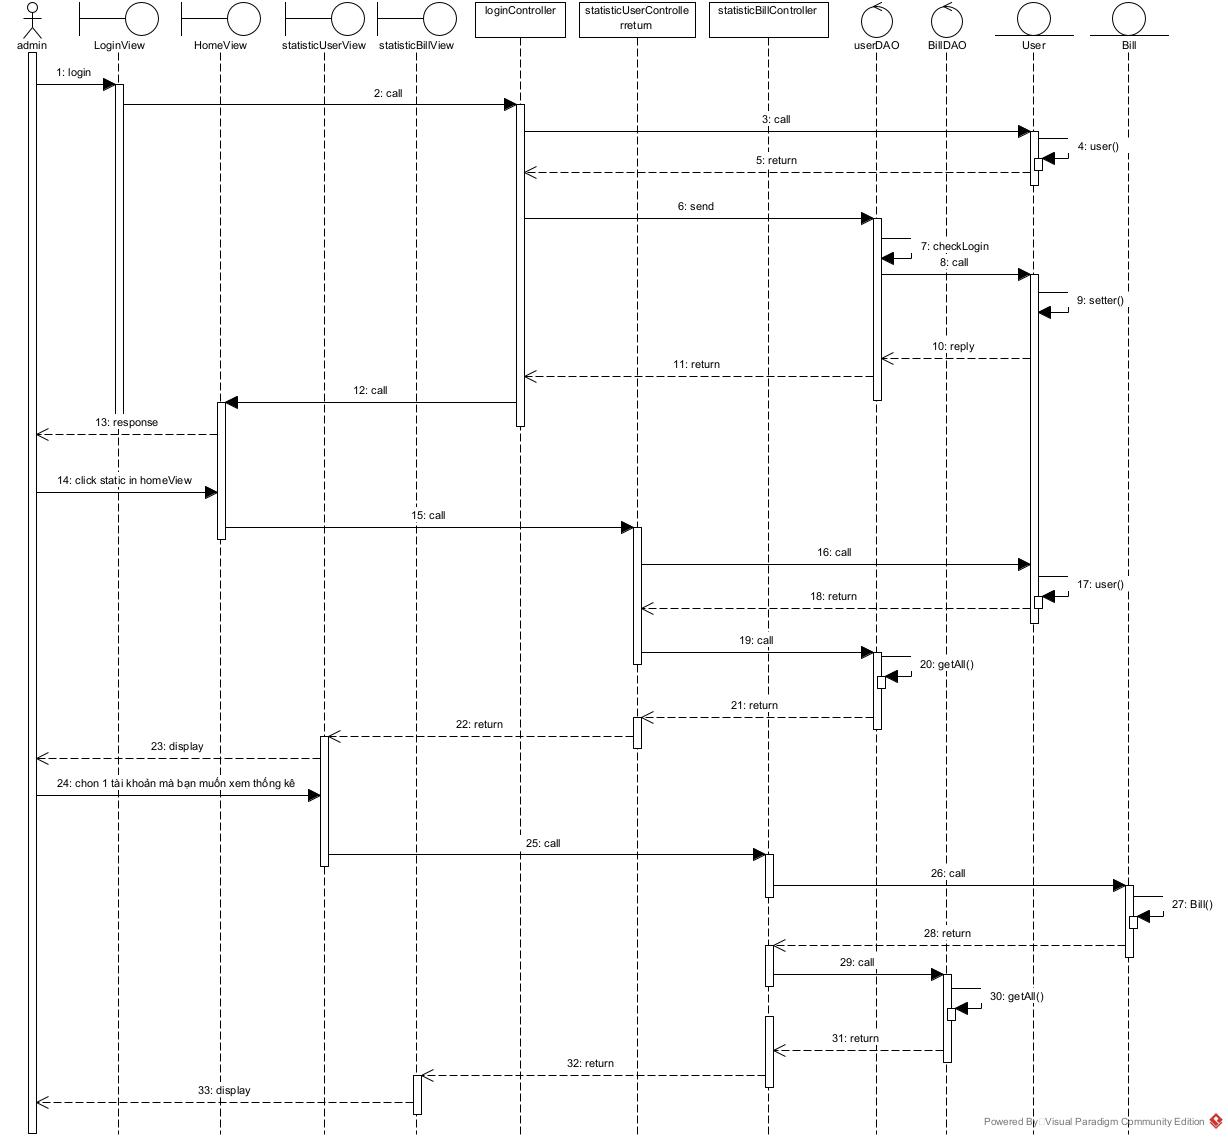 admin
LoginView
HomeView
statisticUserView
statisticBillView
loginController
statisticUserControlle
rreturn
statisticBillController
userDAO
BillDAO
User
Bill
1: login
2: call
3: call
4: user()
5: return
6: send
7: checkLogin
8: call
9: setter()
10: reply
11: return
12: call
13: response
14: click static in homeView
15: call
16: call
17: user()
18: return
19: call
20: getAll()
21: return
22: return
23: display
24: chon 1 tài khoản mà bạn muốn xem thống kê
25: call
26: call
27: Bill()
28: return
29: call
30: getAll()
31: return
32: return
33: display
Powered By: Visual Paradigm Community Edition